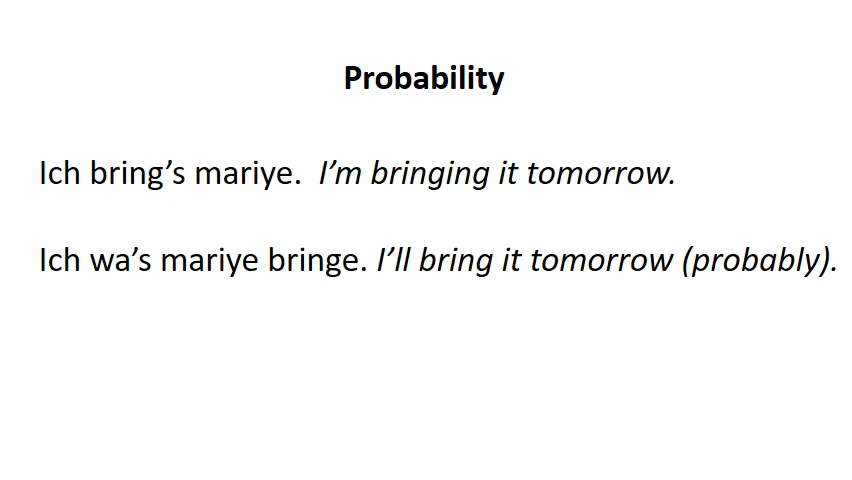 Probability
Ich bring’s mariye. I’m bringing it tomorrow.
Ich wa’s mariye bringe. I’ll bring it tomorrow (probably).